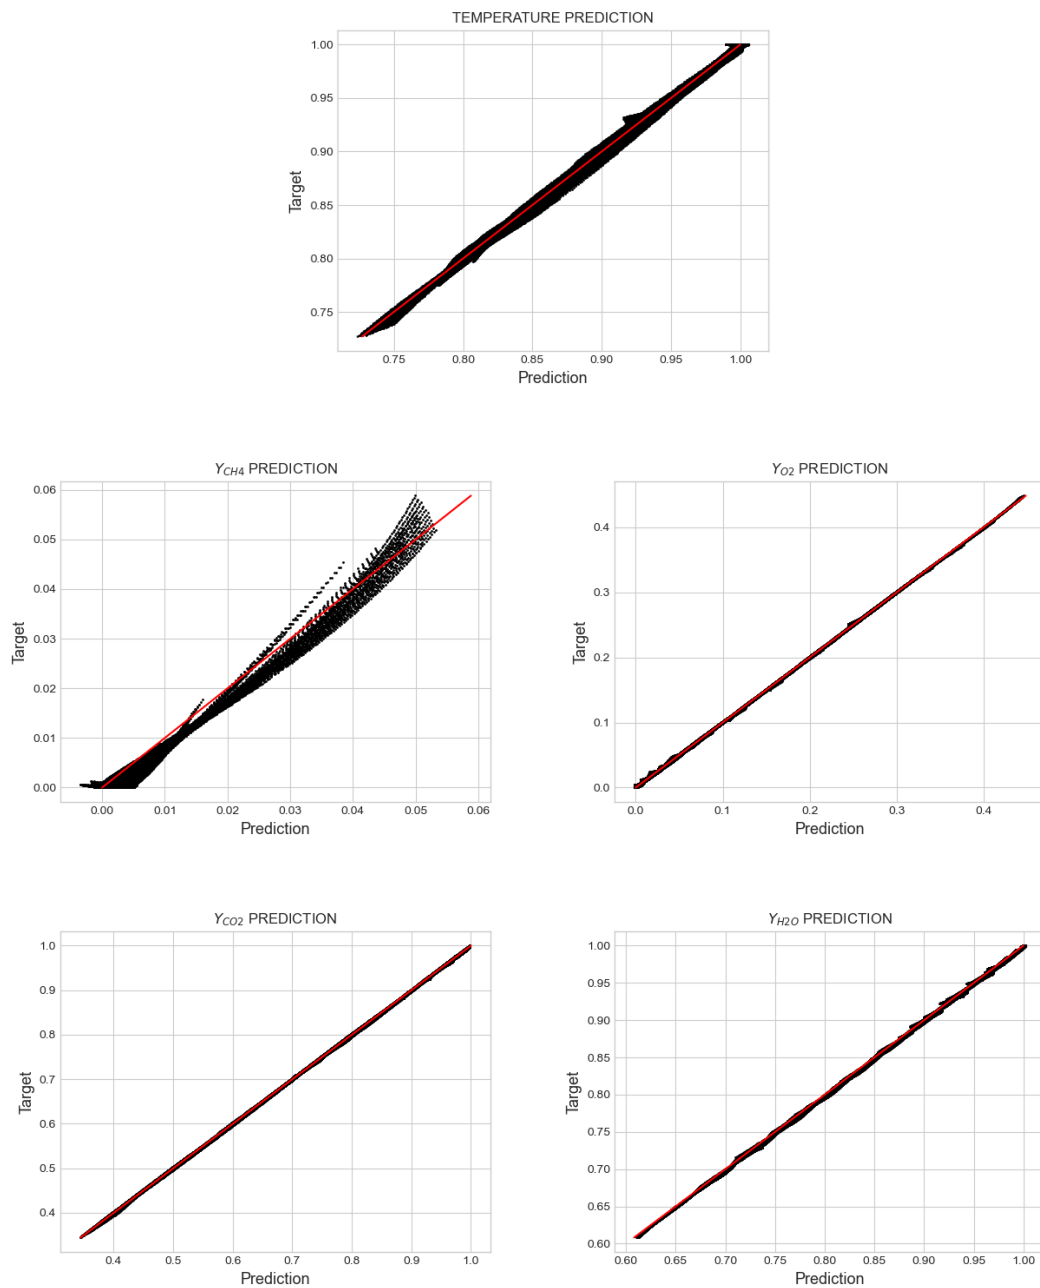 TEMPERATURE PREDICTION
1.00
0.95
0.90
0.85
0.80
0.75
Target
0.75 0.80 0.85 0.90 0.95 1.00
Prediction
Y_{CH4} PREDICTION
0.06
0.05
0.04
0.03
0.02
0.01
0.00
Target
0.00 0.01 0.02 0.03 0.04 0.05 0.06
Prediction
Y_{O2} PREDICTION
0.4
0.3
0.2
0.1
0.0
Target
0.0 0.1 0.2 0.3 0.4
Prediction
Y_{CO2} PREDICTION
1.0
0.9
0.8
0.7
0.6
0.5
0.4
Target
0.4 0.5 0.6 0.7 0.8 0.9 1.0
Prediction
Y_{H2O} PREDICTION
1.00
0.95
0.90
0.85
0.80
0.75
0.70
0.65
0.60
Target
0.60 0.65 0.70 0.75 0.80 0.85 0.90 0.95 1.00
Prediction